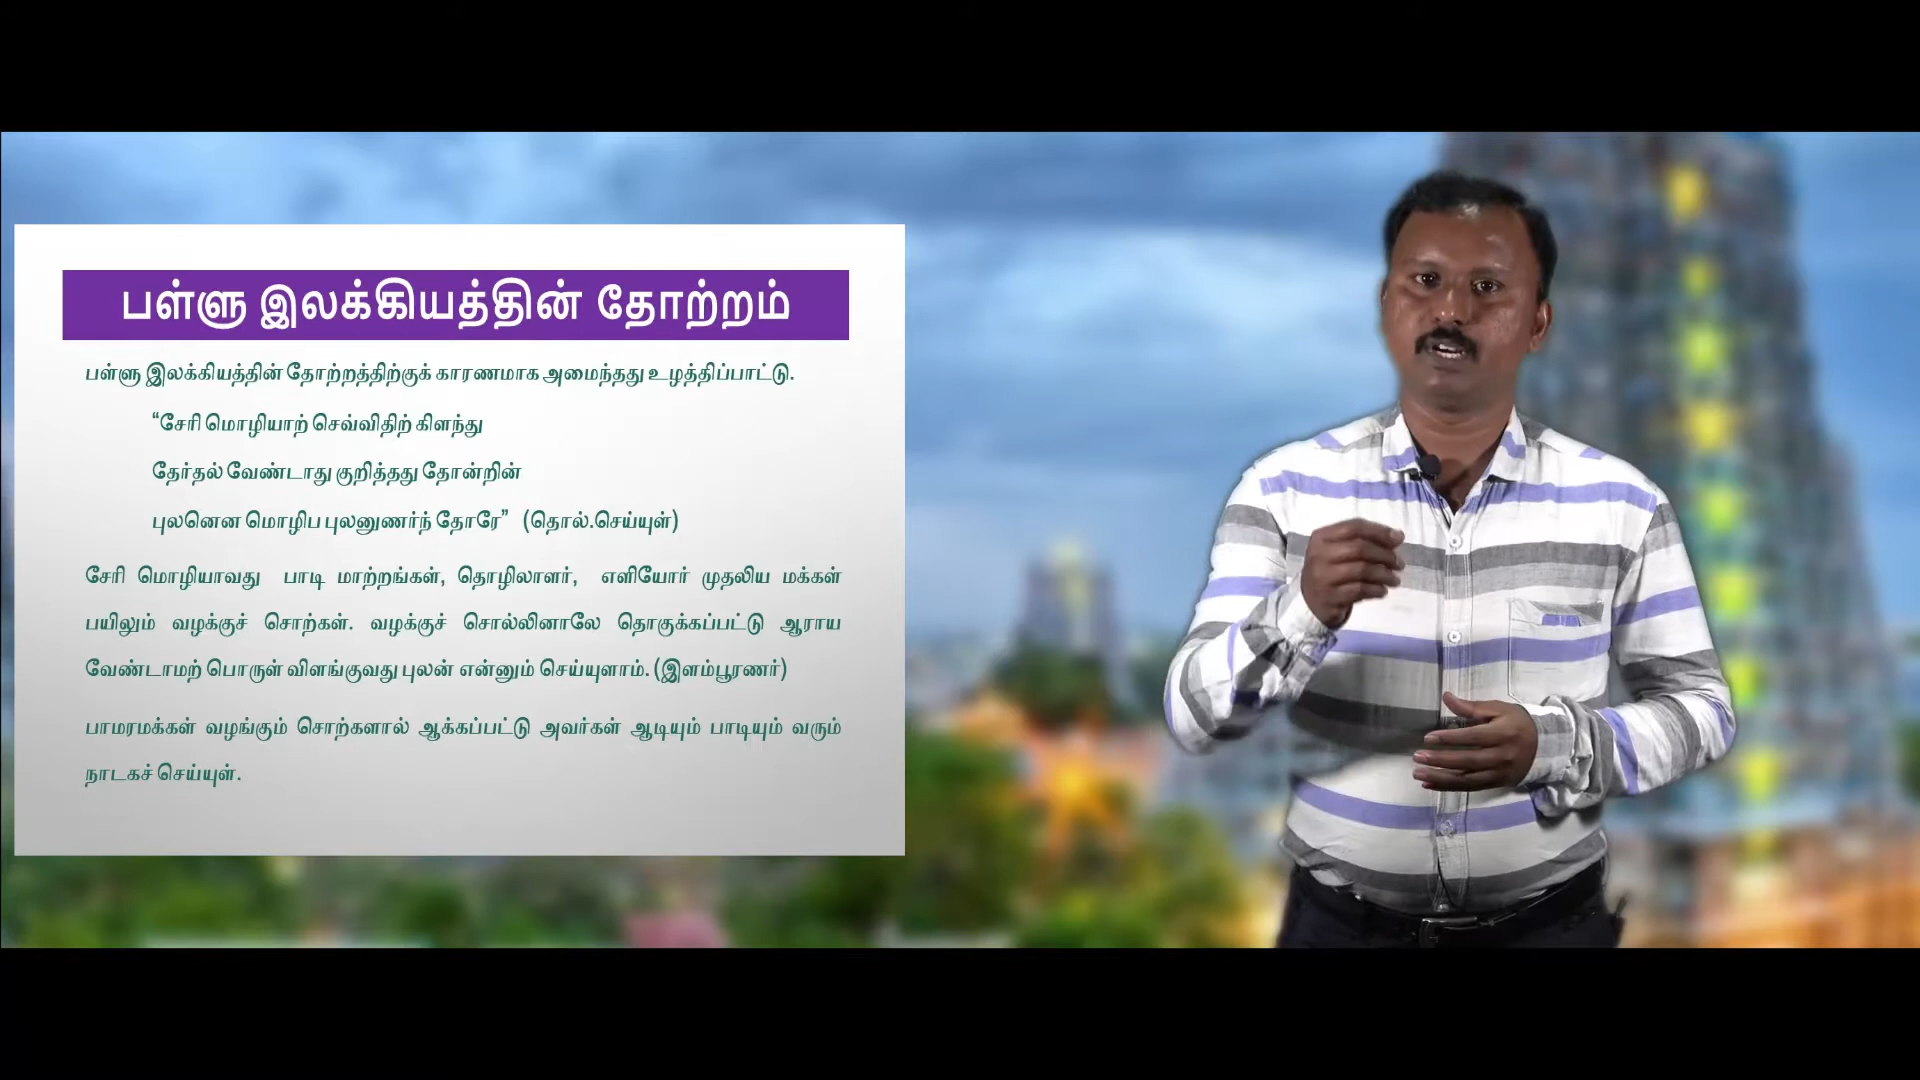 பள்ளு இலக்கியத்தின் தோற்றம்
பள்ளு இலக்கியத்தின் தோற்றத்திற்குக் காரணமாக அமைந்தது உழத்திப்பாட்டு.
“சேரி மொழியாற் செவ்விதிற் கிளந்து
தேர்தல் வேண்டாது குறித்தது தோன்றின்
புலனென மொழிப புலனுணர்ந் தோரே” (தொல்.செய்யுள்)
சேரி மொழியாவது பாடி மாற்றங்கள், தொழிலாளர், எளியோர் முதலிய மக்கள்
பயிலும் வழக்குச் சொற்கள். வழக்குச் சொல்லினாலே தொகுக்கப்பட்டு ஆராய
வேண்டாமற் பொருள் விளங்குவது புலன் என்னும் செய்யுளாம். (இளம்பூரணர்)
பாமரமக்கள் வழங்கும் சொற்களால் ஆக்கப்பட்டு அவர்கள் ஆடியும் பாடியும் வரும்
நாடகச் செய்யுள்.